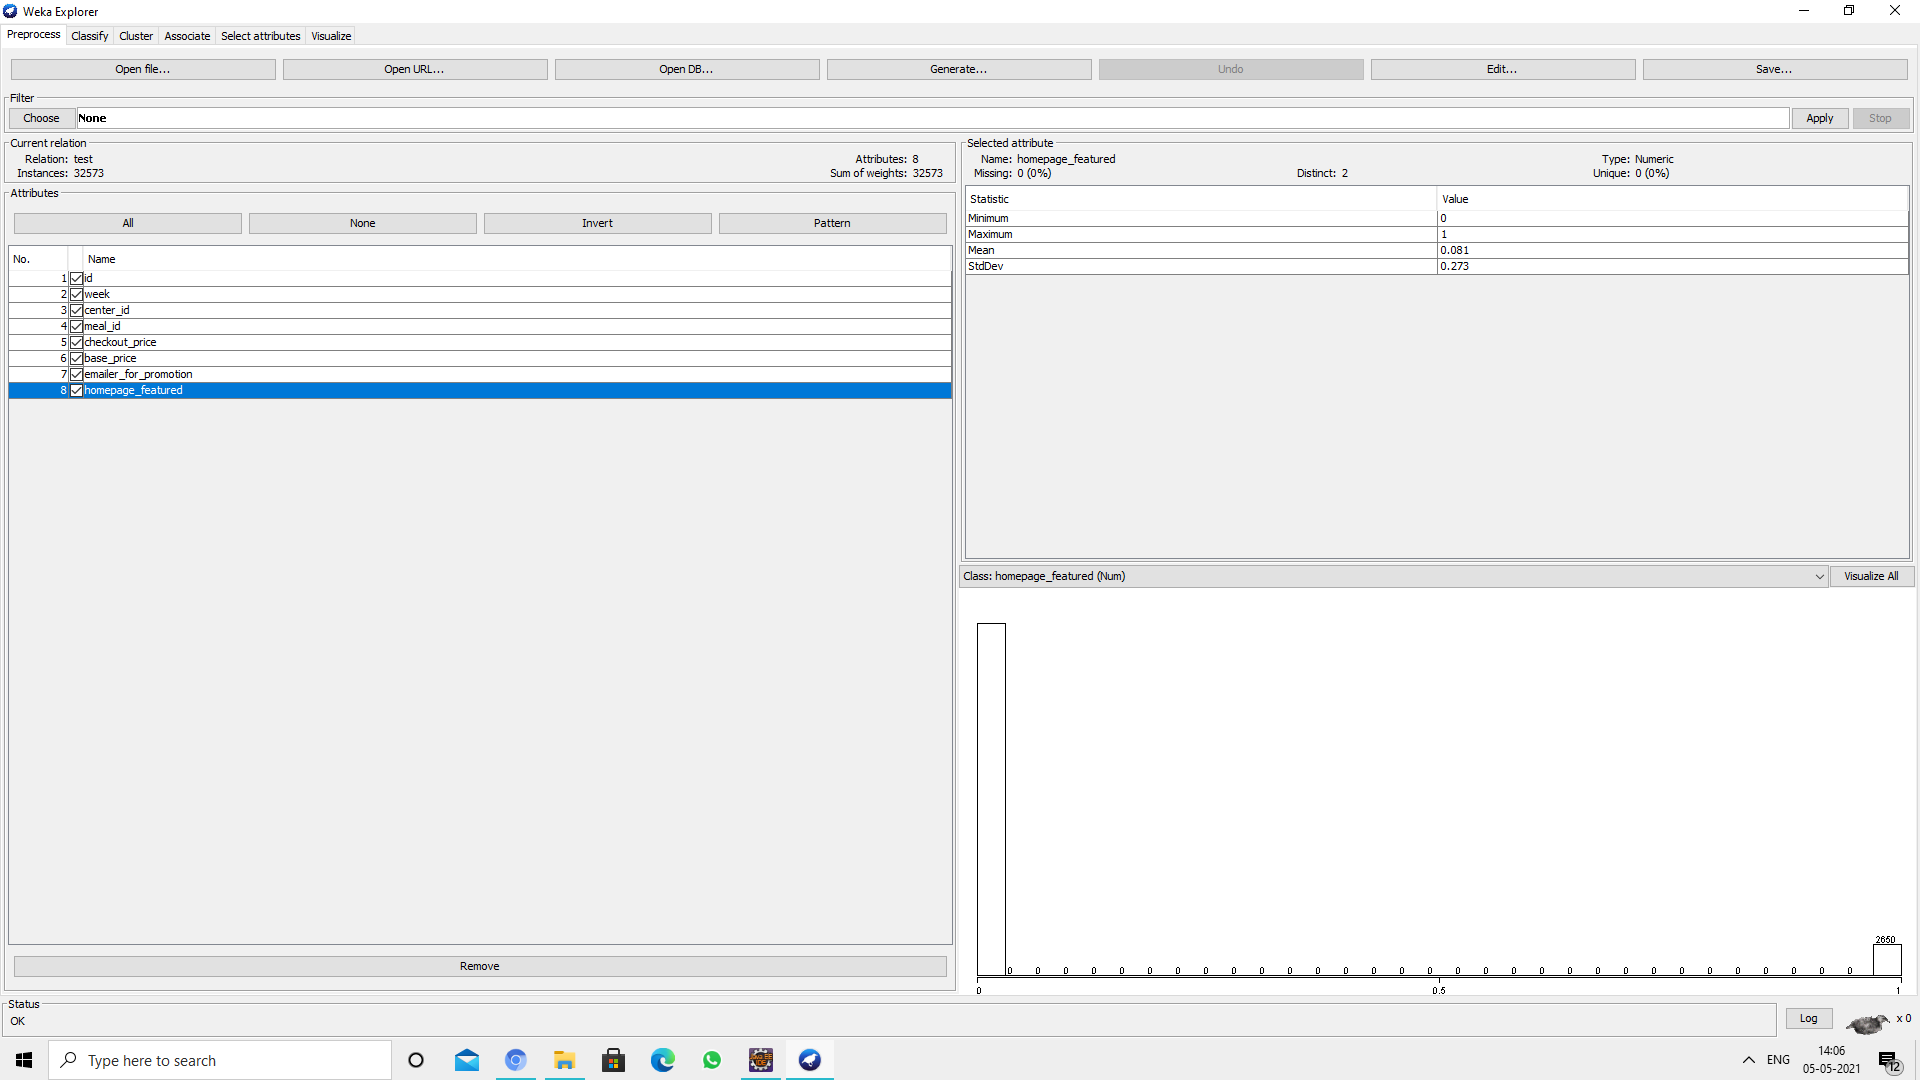 Weka Explorer
Preprocess Classify Cluster Associate Select attributes Visualize
Open file... Open URL... Open DB... Generate... Undo Edit... Save...
Filter
Choose None Apply Stop
Current relation
Relation: test Attributes: 8
Instances: 32573 Sum of weights: 32573
Attributes
All None Invert Pattern
No. Name
1 id
2 week
3 center_id
4 meal_id
5 checkout_price
6 base_price
7 emailer_for_promotion
8 homepage_featured
Remove
Selected attribute
Name: homepage_featured Type: Numeric
Missing: 0 (0%) Distinct: 2 Unique: 0 (0%)
Statistic Value
Minimum 0
Maximum 1
Mean 0.081
StdDev 0.273
Class: homepage_featured (Num) Visualize All
2650
0 0 0 0 0 0 0 0 0 0 0 0 0 0 0 0 0 0 0 0 0 0 0 0 0 0 0 0 0 0 0
0 0.5 1
Status
OK
Log x 0
Type here to search
JAVA EE
IDE
ENG
14:06
05-05-2021
12